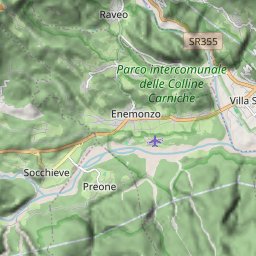 Raveo
SR355
Parco intercomunale
delle Colline
Carniche
Villa S
Enemonzo
Socchieve
Preone